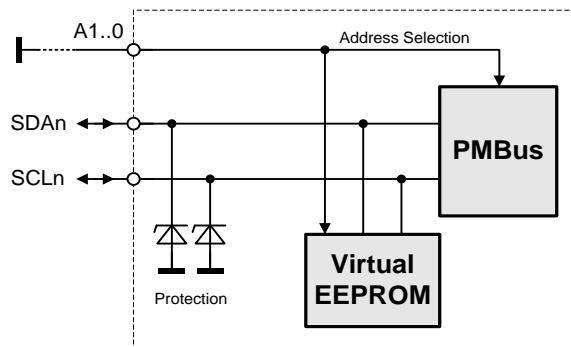 A1..0
Address Selection
SDAn
PMBus
SCLn
Virtual
EEPROM
Protection